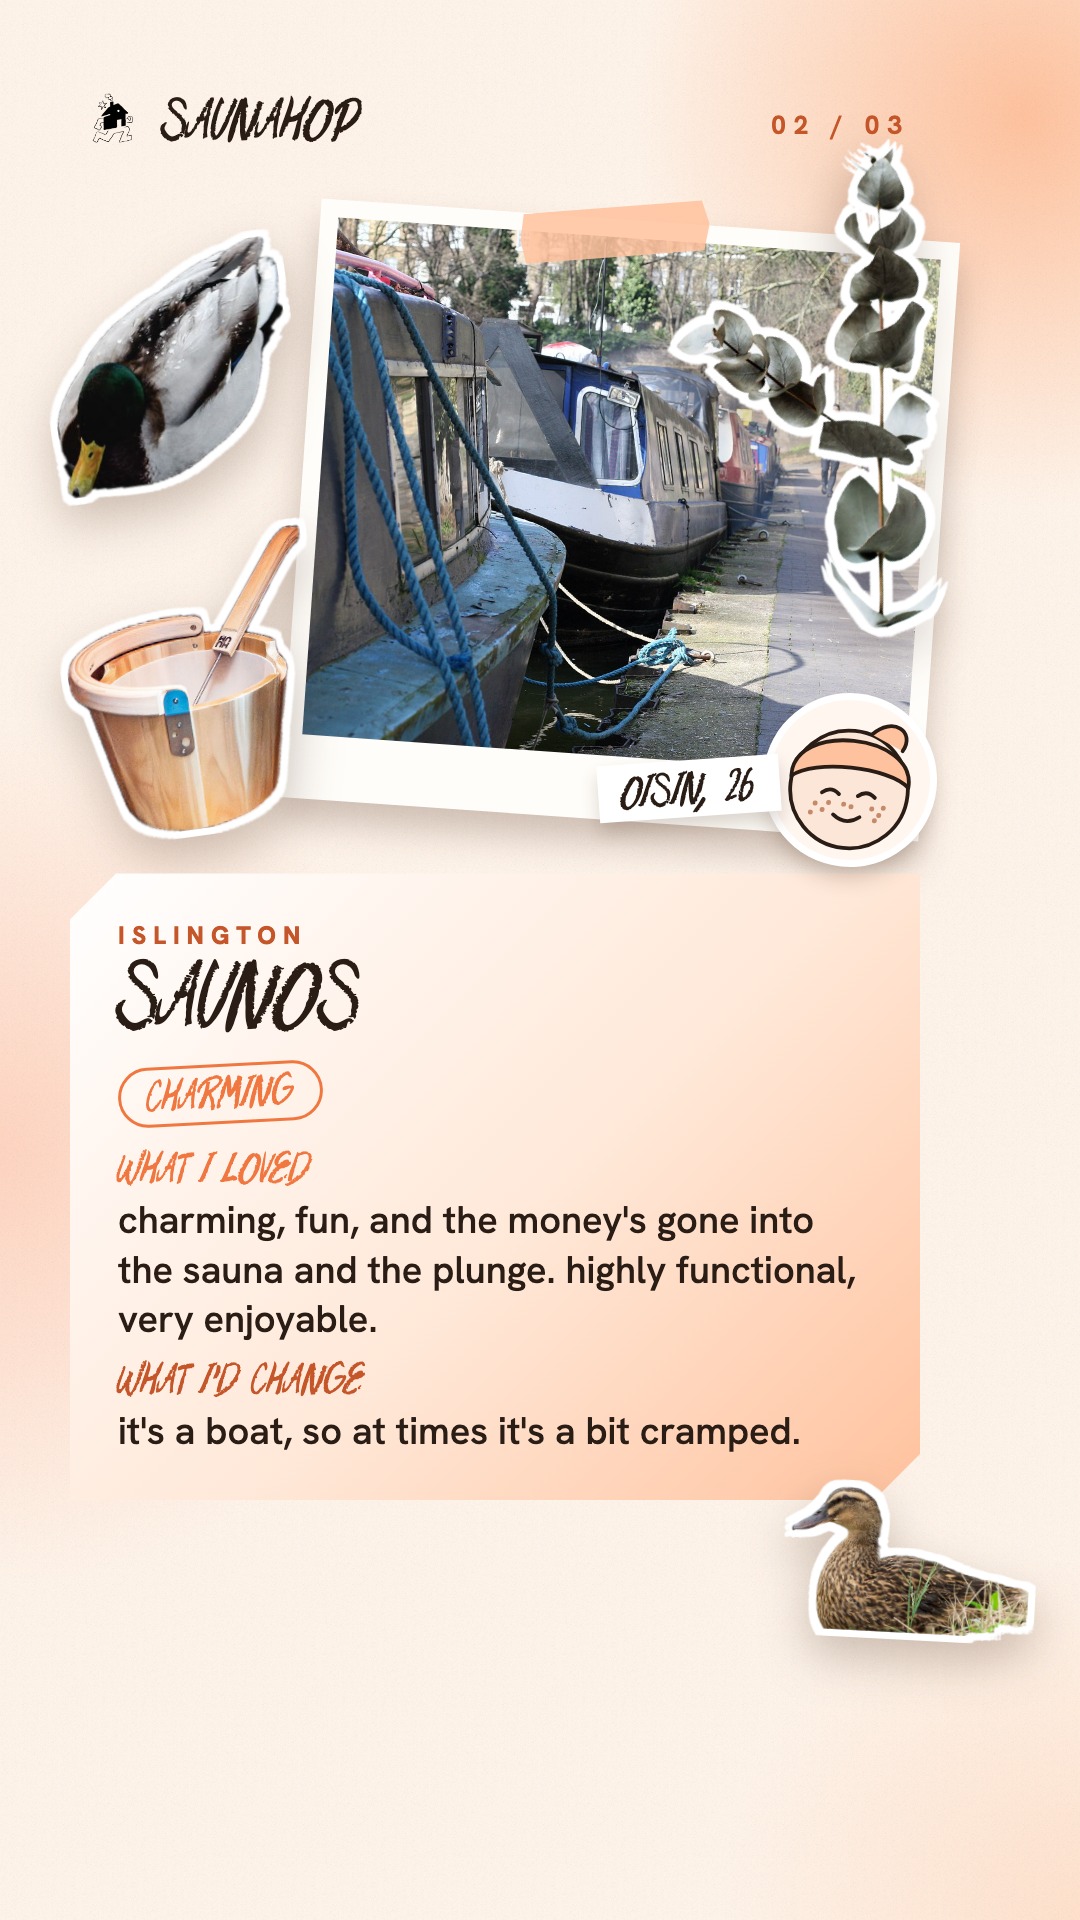 SAUNAHOP
02 / 03
OISIN, 26
ISLINGTON
SAUNOS
CHARMING
WHAT I LOVED
charming, fun, and the money's gone into
the sauna and the plunge. highly functional,
very enjoyable.
WHAT I'D CHANGE
it's a boat, so at times it's a bit cramped.